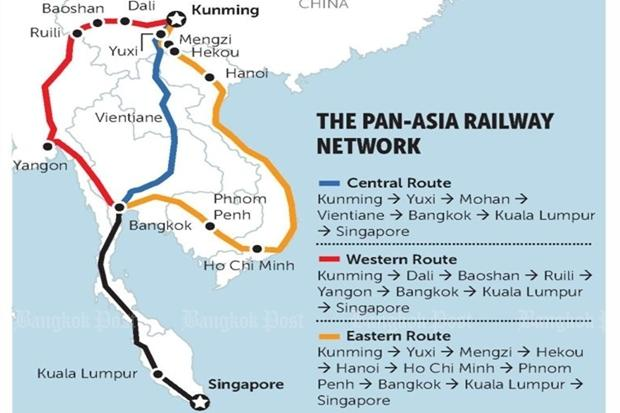 CHINA
Kunming
Dali
Baoshan
Ruili
Yuxi
Mengzi
Hekou
Hanoi
Vientiane
Yangon
Bangkok
Phnom
Penh
Ho Chi Minh
Kuala Lumpur
Singapore
THE PAN-ASIA RAILWAY
NETWORK
Central Route
Kunming → Yuxi → Mohan →
Vientiane → Bangkok → Kuala Lumpur
→ Singapore
Western Route
Kunming → Dali → Baoshan → Ruili →
Yangon → Bangkok → Kuala Lumpur
→ Singapore
Eastern Route
Kunming → Yuxi → Mengzi → Hekou
→ Hanoi → Ho Chi Minh → Phnom
Penh → Bangkok → Kuala Lumpur →
Singapore
Bangkok Post
Bangkok Post
Bangkok Post